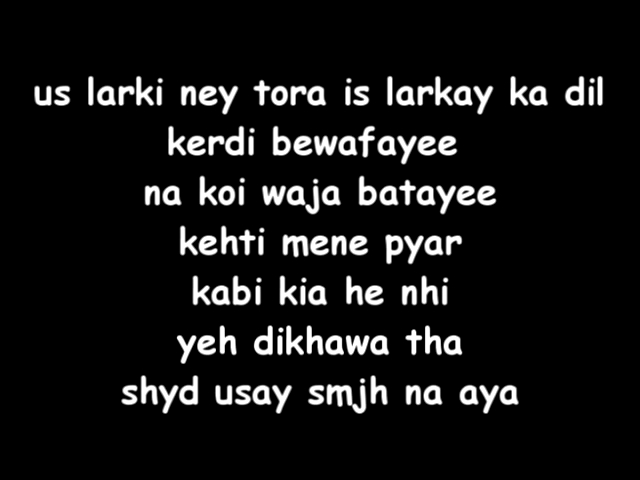 us larki ney tora is larkay ka dil
kerdi bewafayee
na koi waja batayee
kehti mene pyar
kabi kia he nhi
yeh dikhawa tha
shyd usay smjh na aya